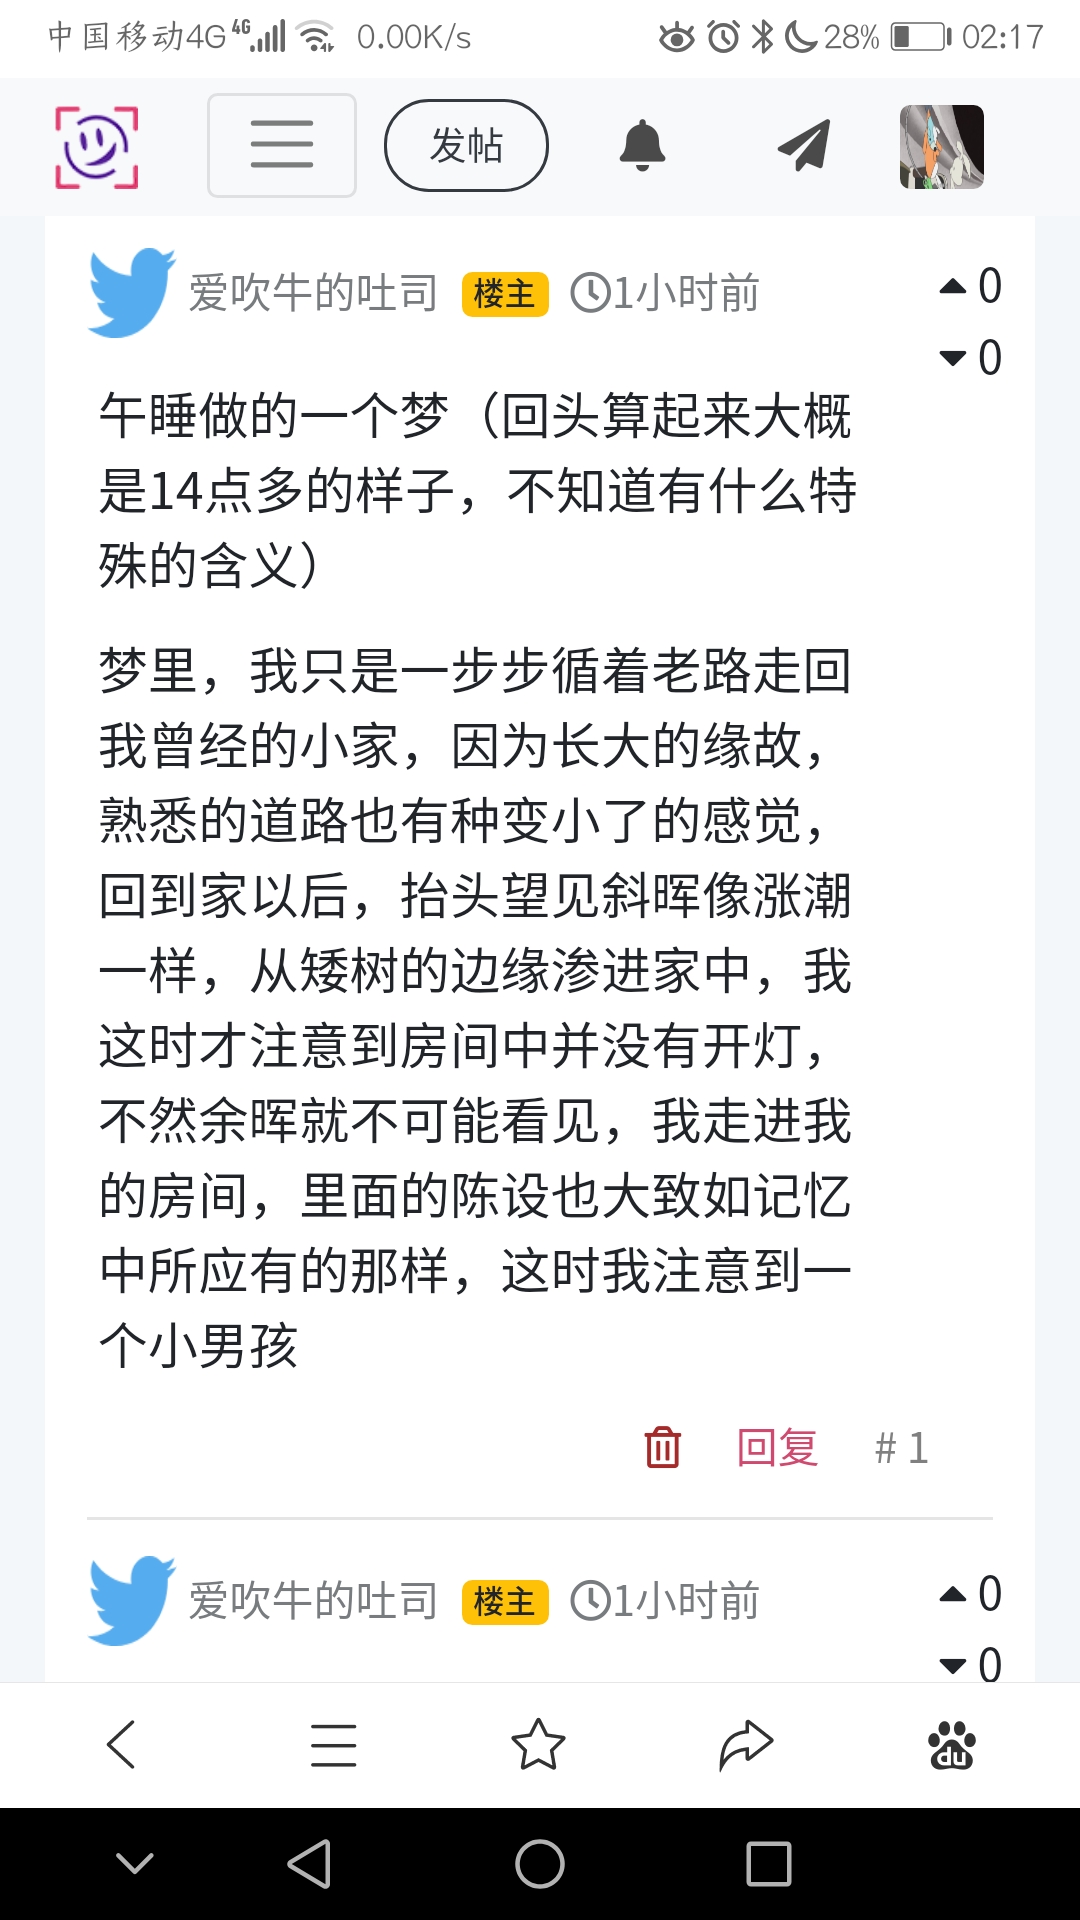 中国移动4G 4G 0.00K/s 28% 02:17
发帖
爱吹牛的吐司 楼主 1小时前 0
0
午睡做的一个梦（回头算起来大概
是14点多的样子，不知道有什么特
殊的含义）
梦里，我只是一步步循着老路走回
我曾经的小家，因为长大的缘故，
熟悉的道路也有种变小了的感觉，
回到家以后，抬头望见斜晖像涨潮
一样，从矮树的边缘渗进家中，我
这时才注意到房间中并没有开灯，
不然余晖就不可能看见，我走进我
的房间，里面的陈设也大致如记忆
中所应有的那样，这时我注意到一
个小男孩
回复 # 1
爱吹牛的吐司 楼主 1小时前 0
0
du